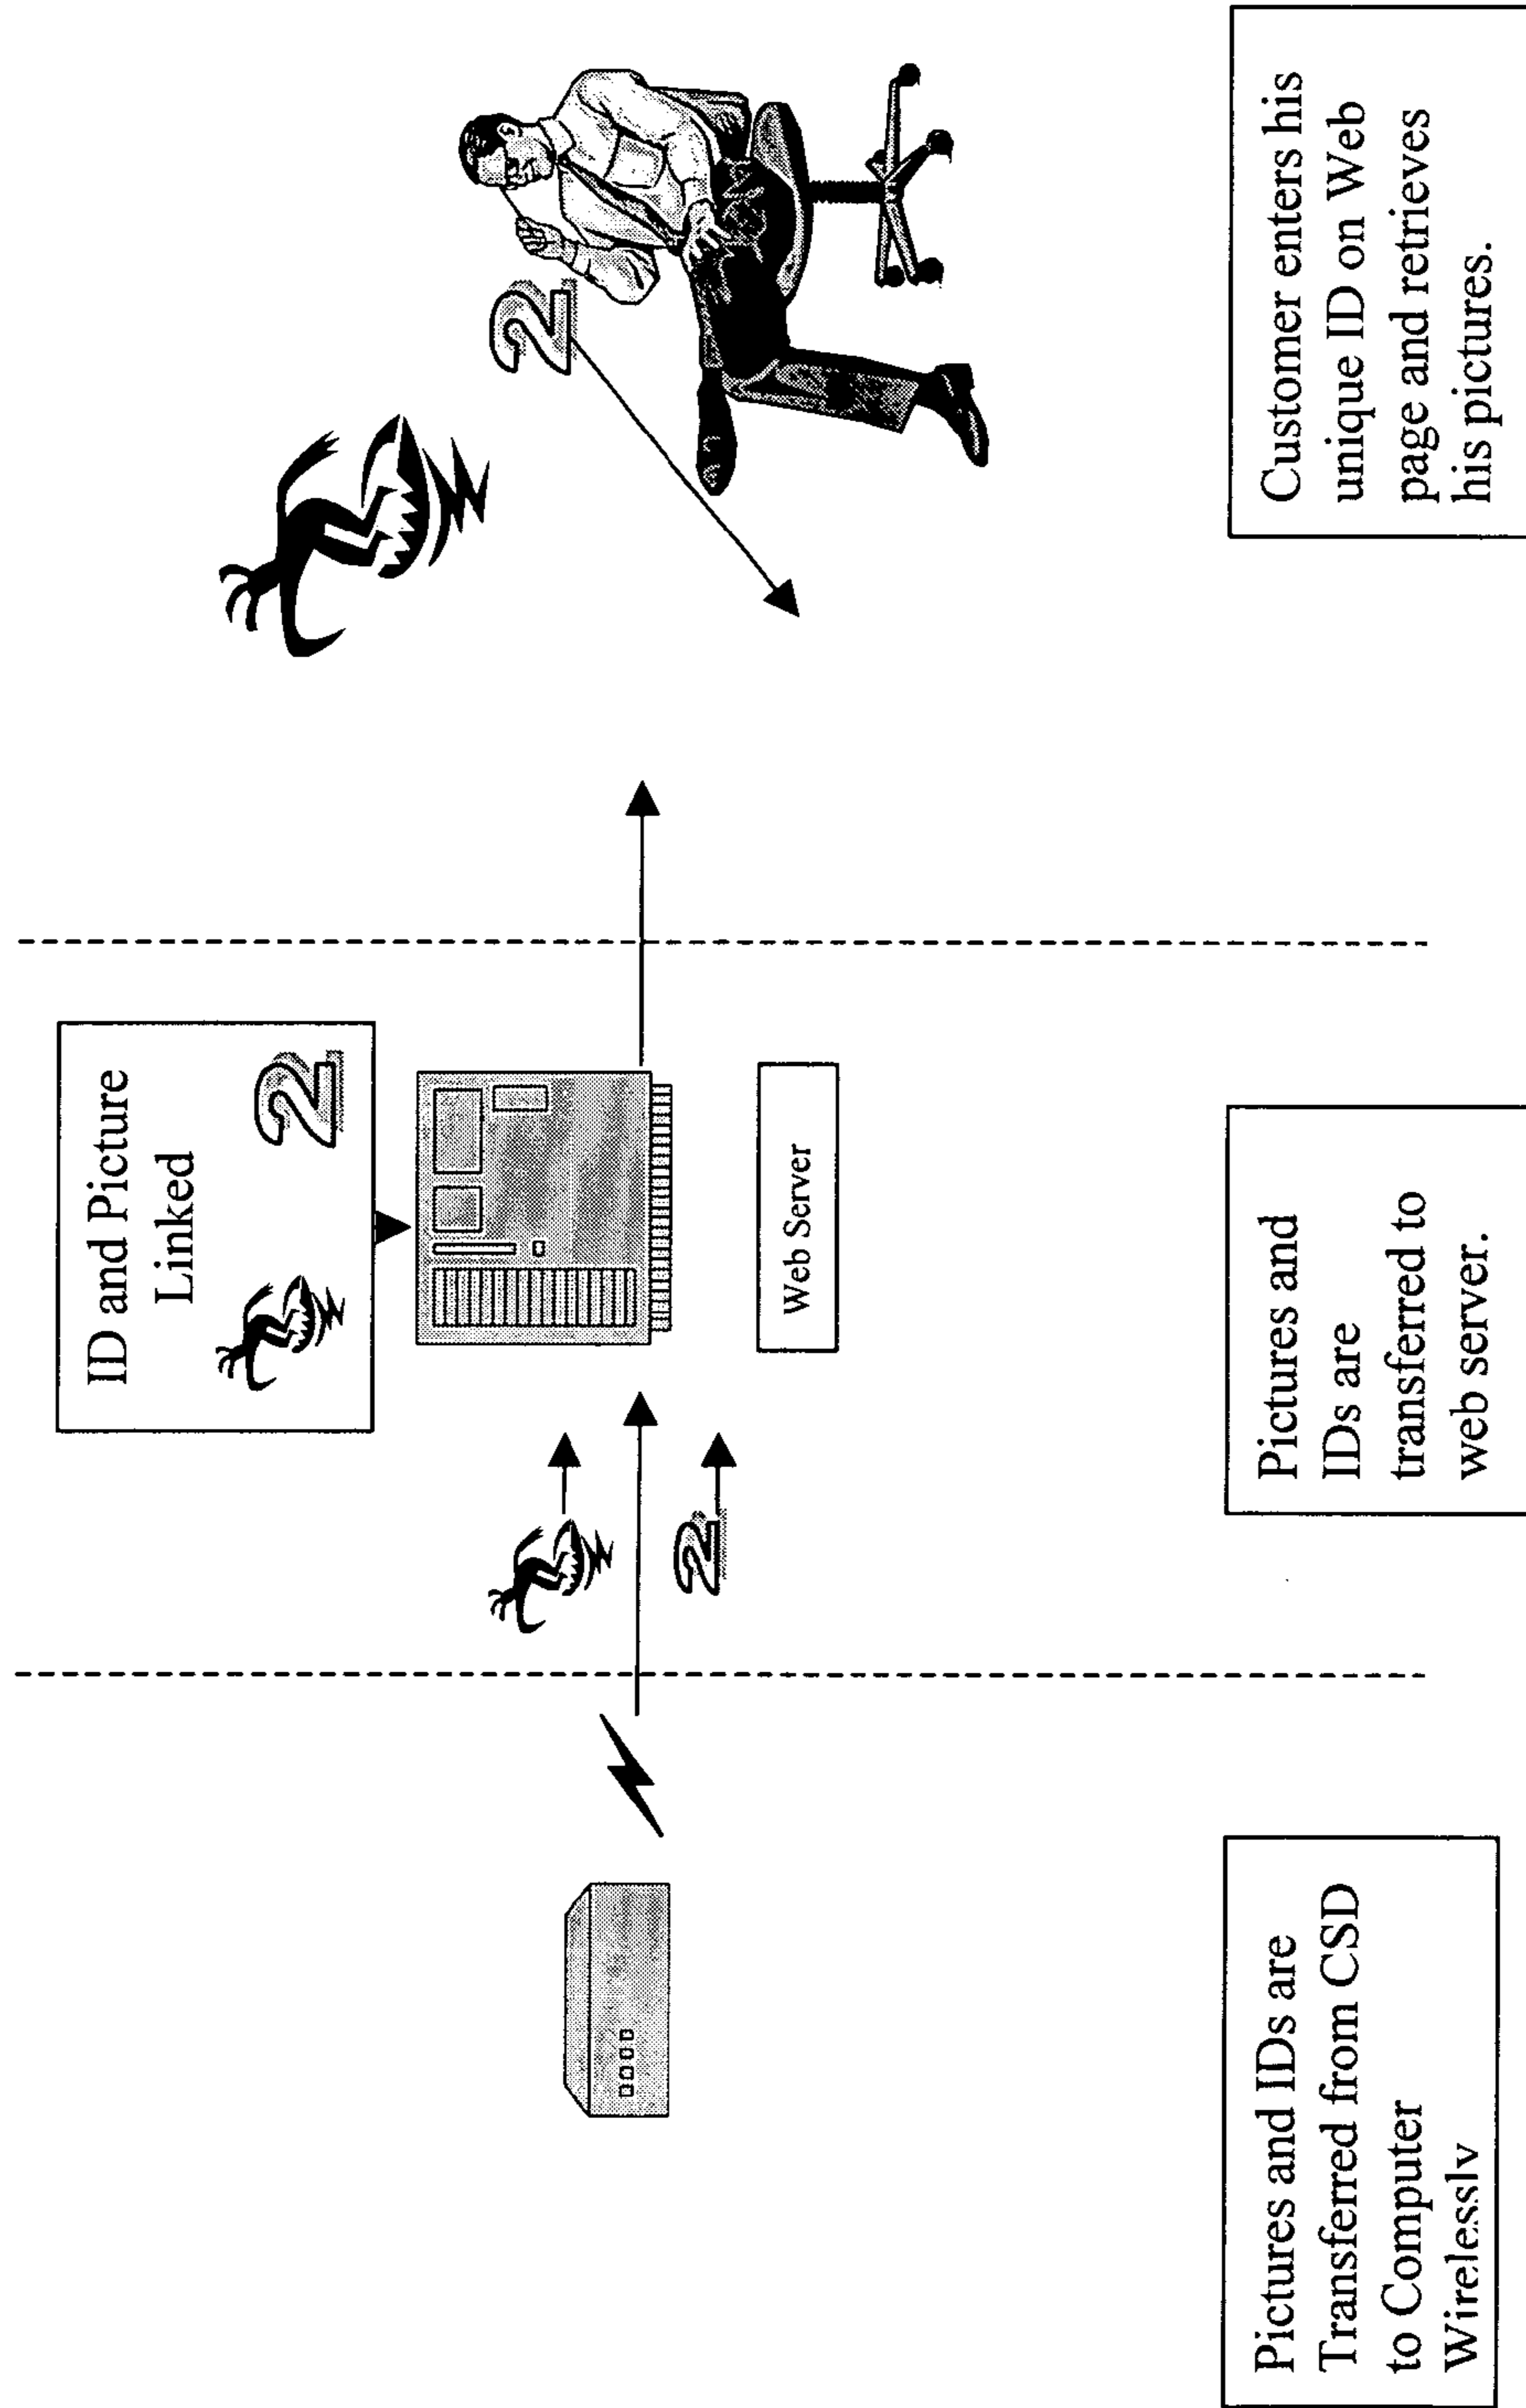 ID and Picture
Linked
2
2
2
Web Server
Pictures and IDs are
Transferred from CSD
to Computer
Wirelessly
Pictures and
IDs are
transferred to
web server.
Customer enters his
unique ID on Web
page and retrieves
his pictures.